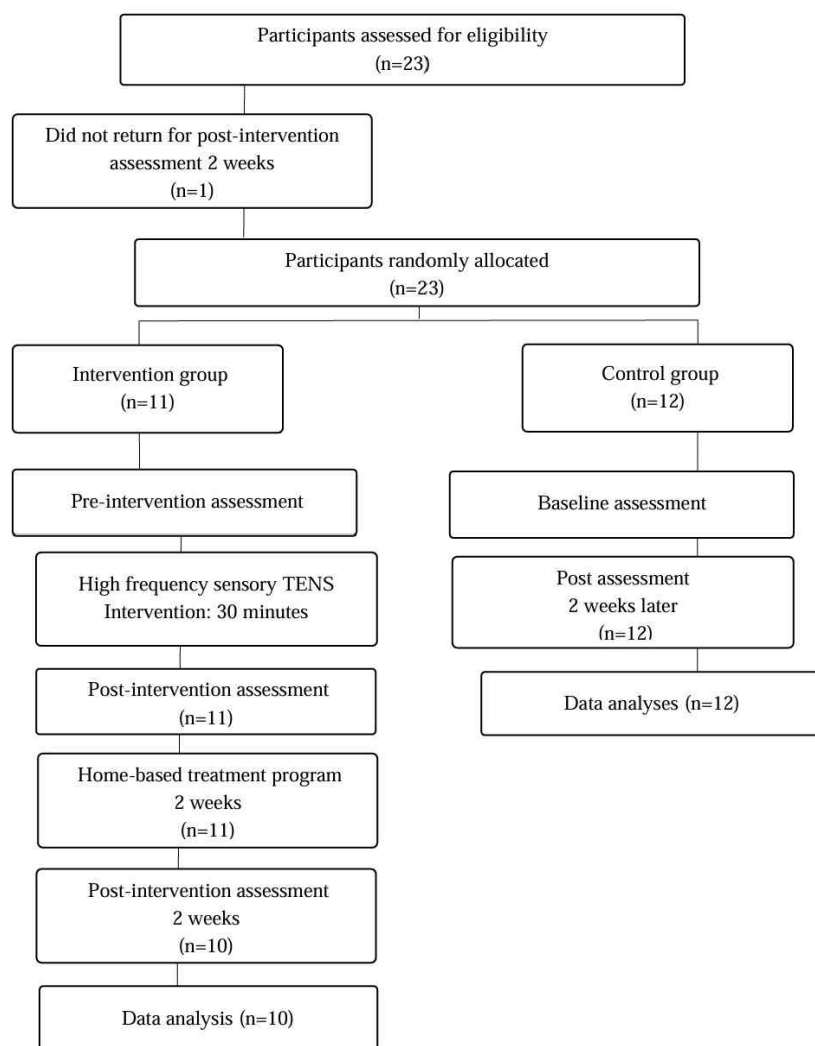 Participants assessed for eligibility
(n=23)
Did not return for post-intervention
assessment 2 weeks
(n=1)
Participants randomly allocated
(n=23)
Intervention group
(n=11)
Control group
(n=12)
Pre-intervention assessment
Baseline assessment
High frequency sensory TENS
Intervention: 30 minutes
Post assessment
2 weeks later
(n=12)
Post-intervention assessment
(n=11)
Data analyses (n=12)
Home-based treatment program
2 weeks
(n=11)
Post-intervention assessment
2 weeks
(n=10)
Data analysis (n=10)